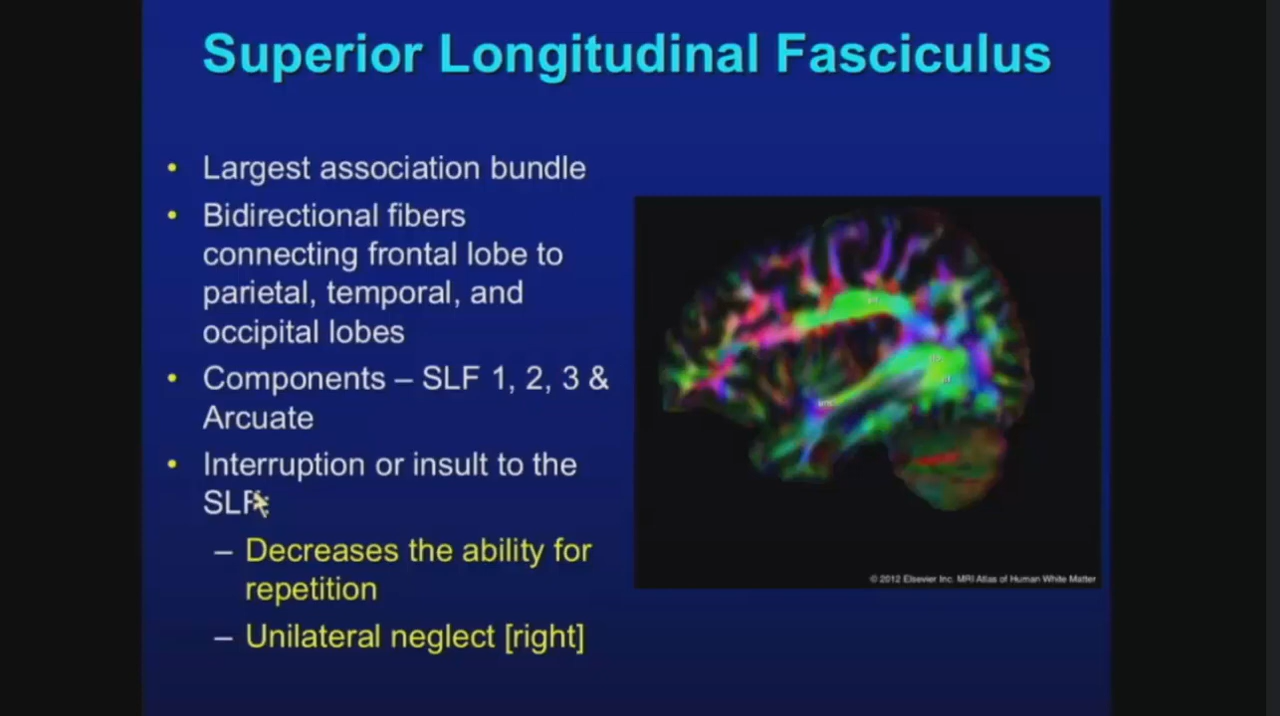 Superior Longitudinal Fasciculus
• Largest association bundle
• Bidirectional fibers
connecting frontal lobe to
parietal, temporal, and
occipital lobes
• Components – SLF 1, 2, 3 &
Arcuate
• Interruption or insult to the
SLF
– Decreases the ability for
repetition
– Unilateral neglect [right]
© 2012 Elsevier Inc. MRI Atlas of Human White Matter